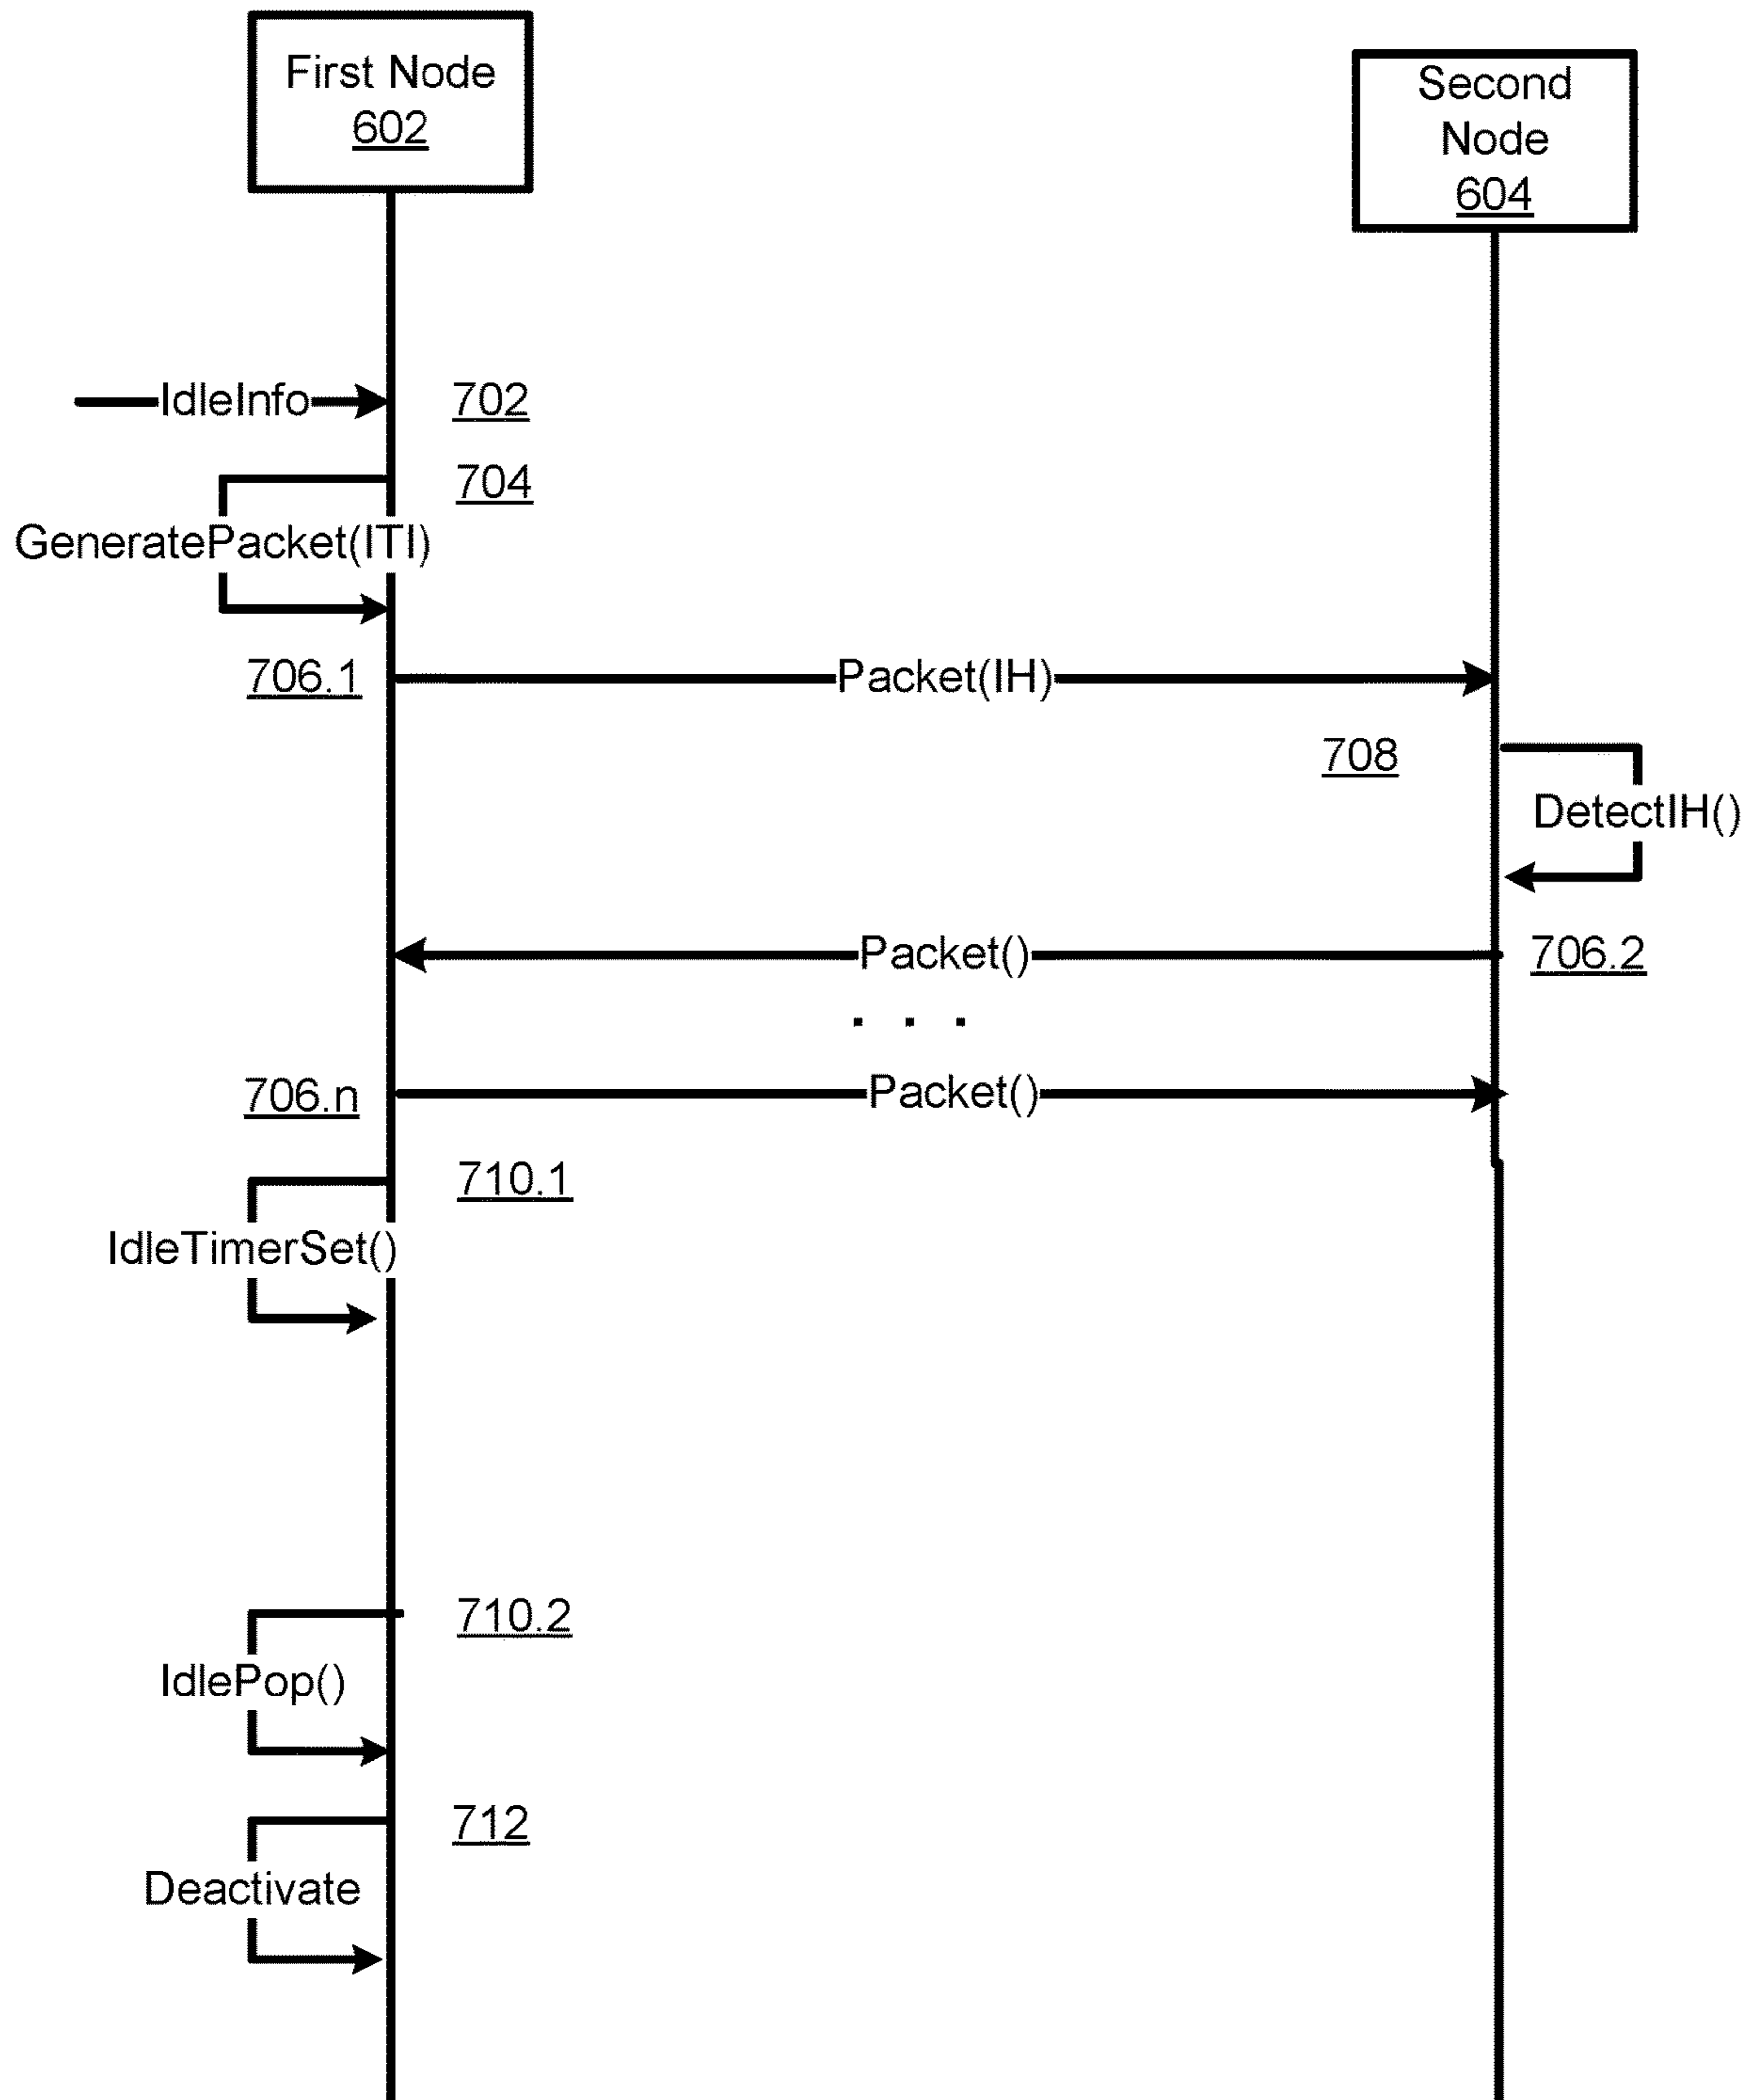 First Node
602
Second
Node
604
IdleInfo
702
704
GeneratePacket(ITI)
706.1
Packet(IH)
708
DetectIH()
Packet()
706.2
. . .
706.n
Packet()
710.1
IdleTimerSet()
710.2
IdlePop()
712
Deactivate